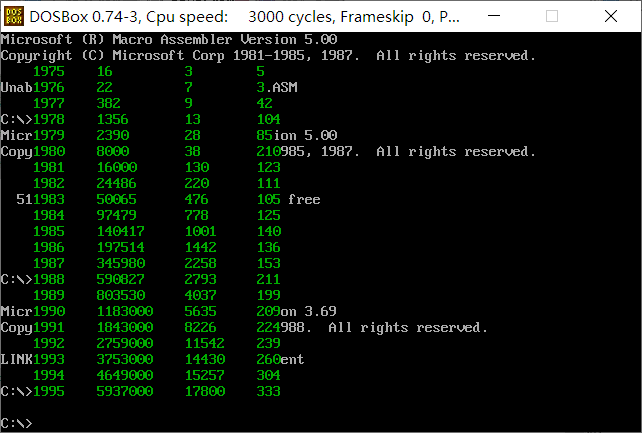 DOSBox 0.74-3, Cpu speed:    3000 cycles, Frameskip  0, P...
Microsoft (R) Macro Assembler Version 5.00
Copyright (C) Microsoft Corp 1981-1985, 1987.  All rights reserved.
    1975    16         3        5
Unab1976    22         7        3.ASM
    1977    382        9        42
C:\>1978    1356       13       104
Micr1979    2390       28       85ion 5.00
Copy1980    8000       38       210985, 1987.  All rights reserved.
    1981    16000      130      123
    1982    24486      220      111
  511983    50065      476      105 free
    1984    97479      778      125
    1985    140417     1001     140
    1986    197514     1442     136
    1987    345980     2258     153
C:\>1988    590827     2793     211
    1989    803530     4037     199
Micr1990    1183000    5635     209on 3.69
Copy1991    1843000    8226     224988.  All rights reserved.
    1992    2759000    11542    239
LINK1993    3753000    14430    260ent
    1994    4649000    15257    304
C:\>1995    5937000    17800    333
C:\>